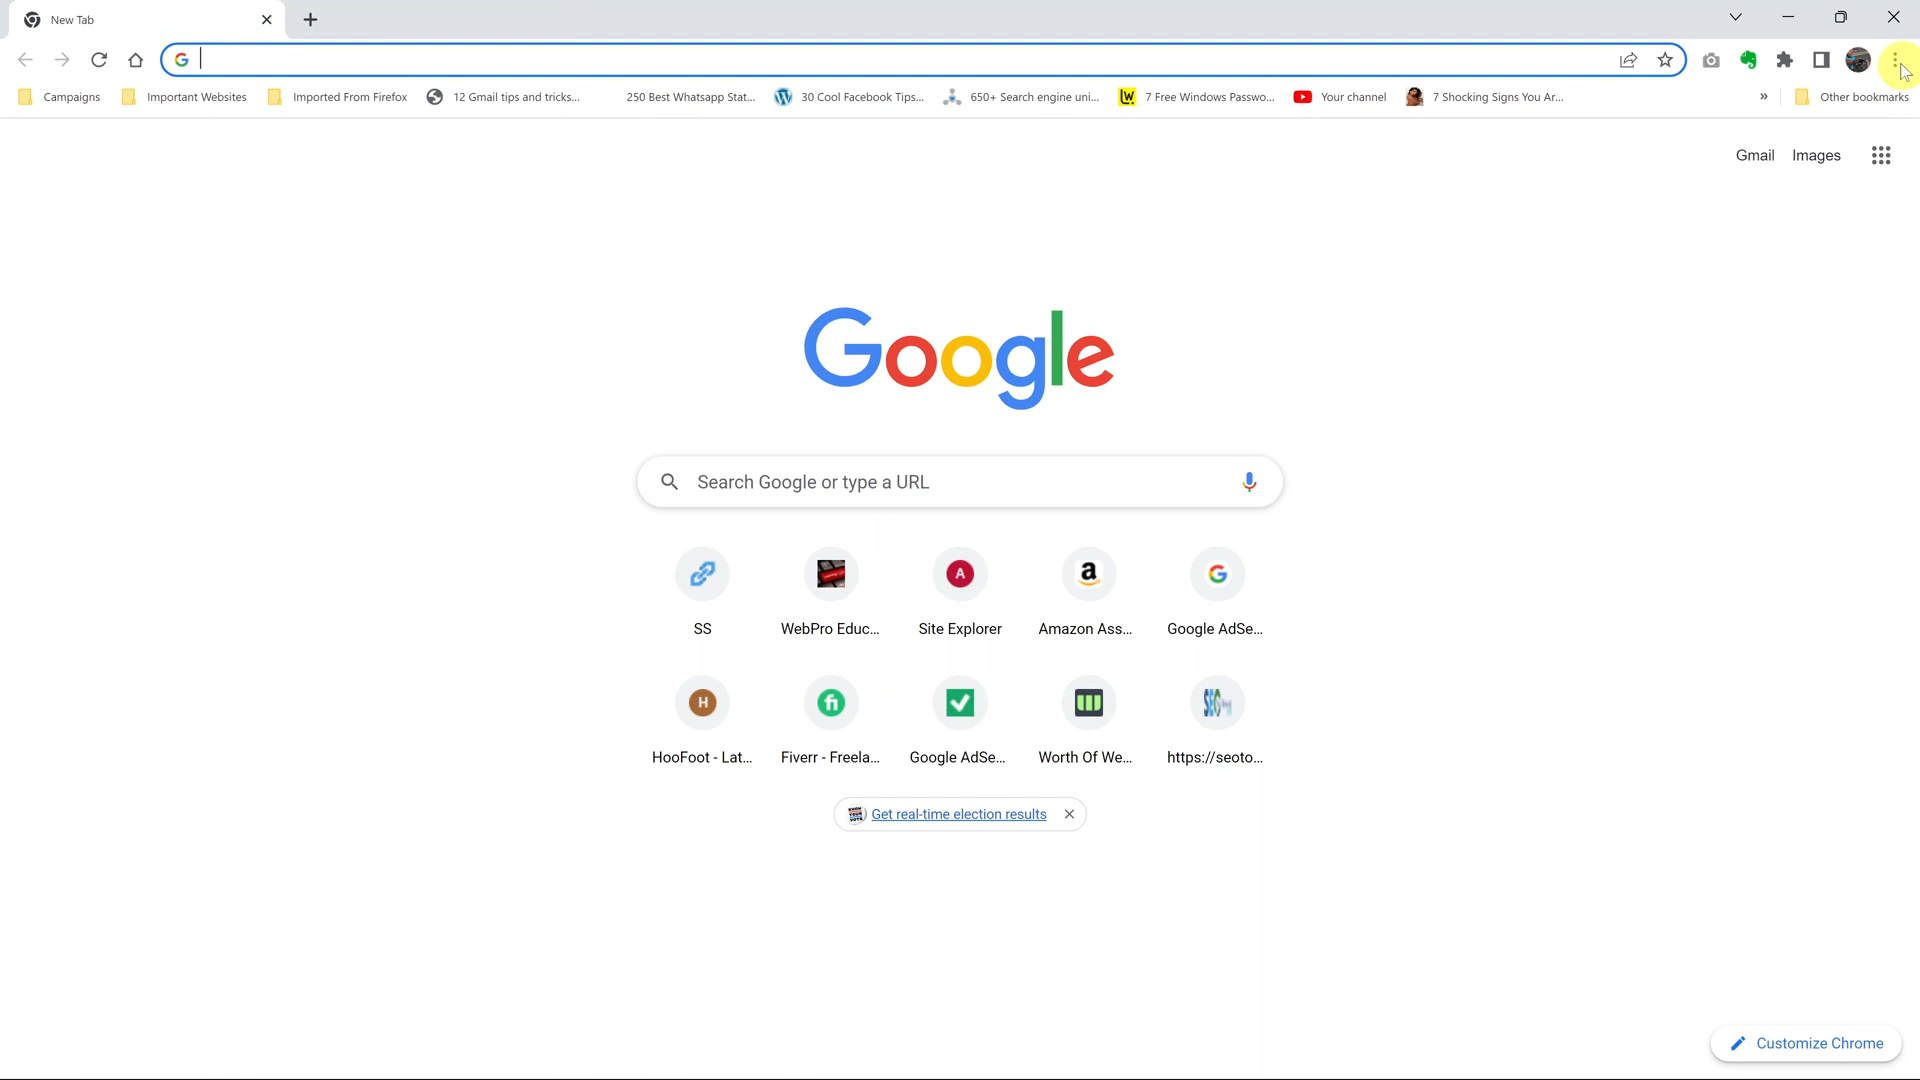 New Tab
Campaigns Important Websites Imported From Firefox 12 Gmail tips and tricks... 250 Best Whatsapp Stat... 30 Cool Facebook Tips... 650+ Search engine uni... 7 Free Windows Passwo... Your channel 7 Shocking Signs You Ar... » Other bookmarks
Gmail Images
Google
Search Google or type a URL
SS WebPro Educ... Site Explorer Amazon Ass... Google AdSe...
HooFoot - Lat... Fiverr - Freela... Google AdSe... Worth Of We... https://seoto...
Get real-time election results
Customize Chrome